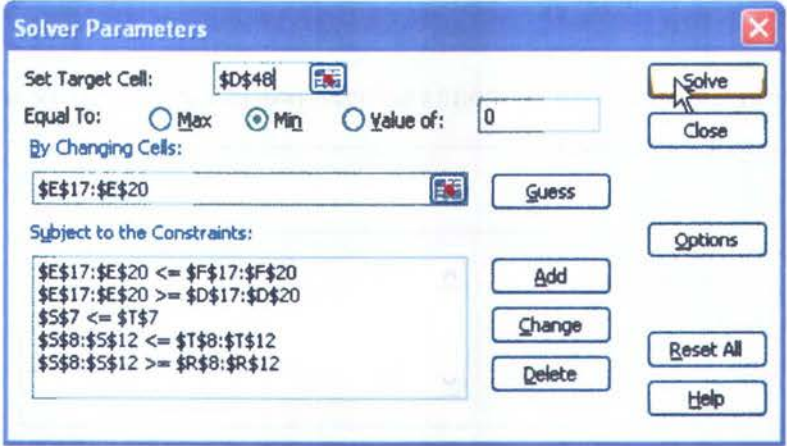 Solver Parameters
Set Target Cell: $D$48
Solve
Equal To: Max Min Value of: 0
Close
By Changing Cells:
$E$17:$E$20
Guess
Subject to the Constraints:
Options
$E$17:$E$20 <= $F$17:$F$20
Add
$E$17:$E$20 >= $D$17:$D$20
$S$7 <= $T$7
Change
$S$8:$S$12 <= $T$8:$T$12
Reset All
$S$8:$S$12 >= $R$8:$R$12
Delete
Help